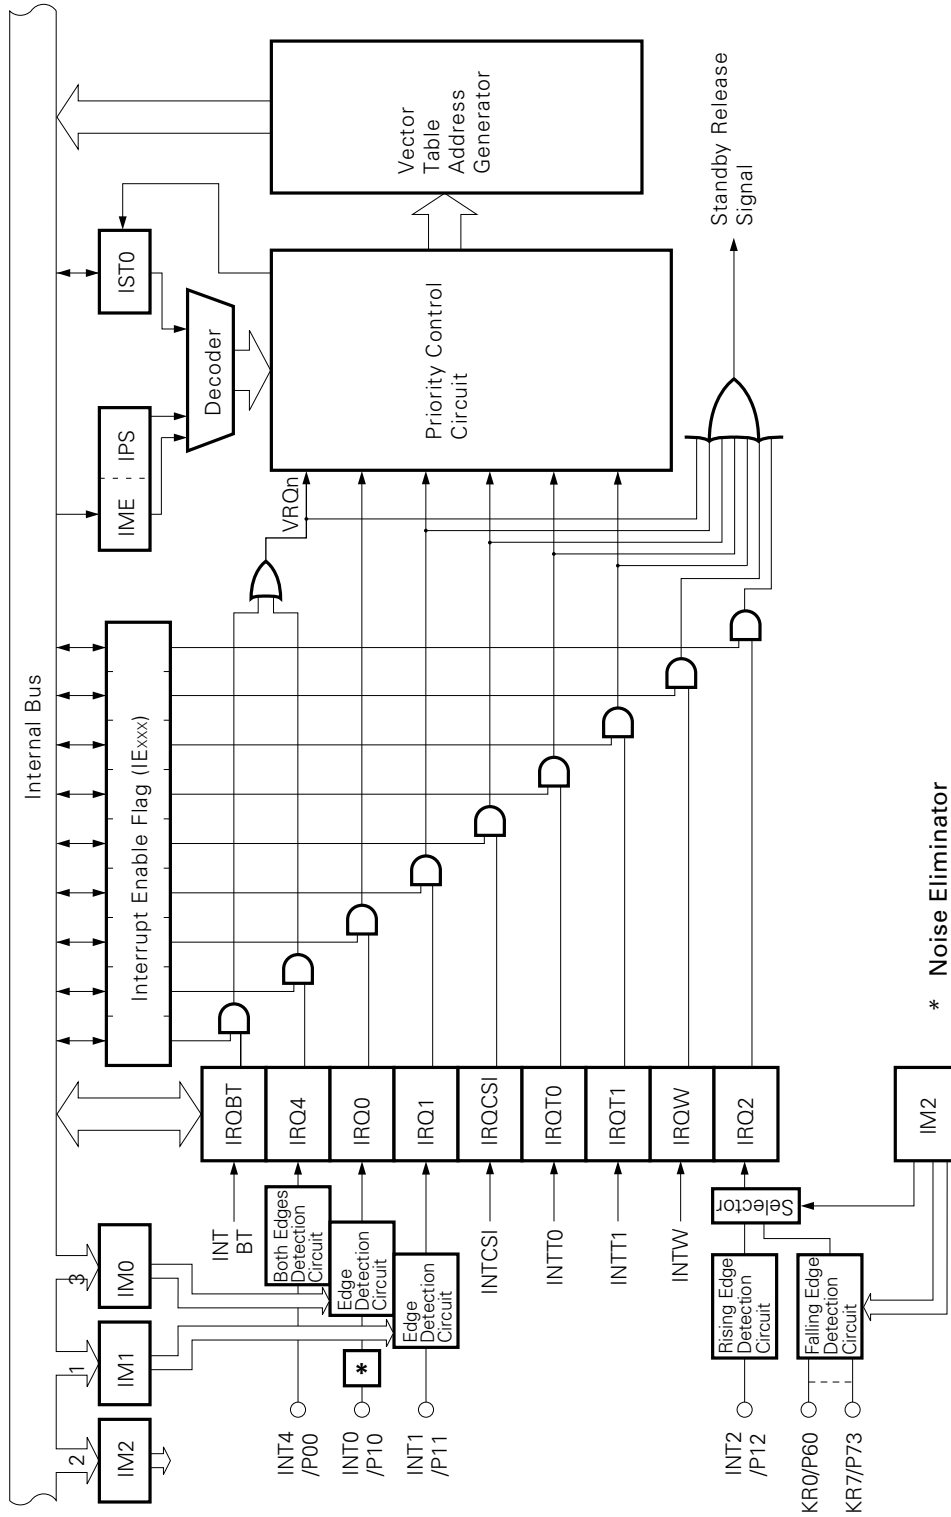 Internal Bus
2
1
3
IM2
IM1
IM0
Interrupt Enable Flag (IExxx)
IME
IPS
IST0
Decoder
VRQn
INT4
/P00
INT0
/P10
INT1
/P11
*
Both Edges
Detection
Circuit
Edge
Detection
Circuit
Edge
Detection
Circuit
INT
BT
INTCSI
INTT0
INTT1
INTW
IRQBT
IRQ4
IRQ0
IRQ1
IRQCSI
IRQT0
IRQT1
IRQW
IRQ2
Priority Control
Circuit
Vector
Table
Address
Generator
Standby Release
Signal
INT2
/P12
Rising Edge
Detection
Circuit
Selector
KR0/P60
KR7/P73
Falling Edge
Detection
Circuit
IM2
* Noise Eliminator